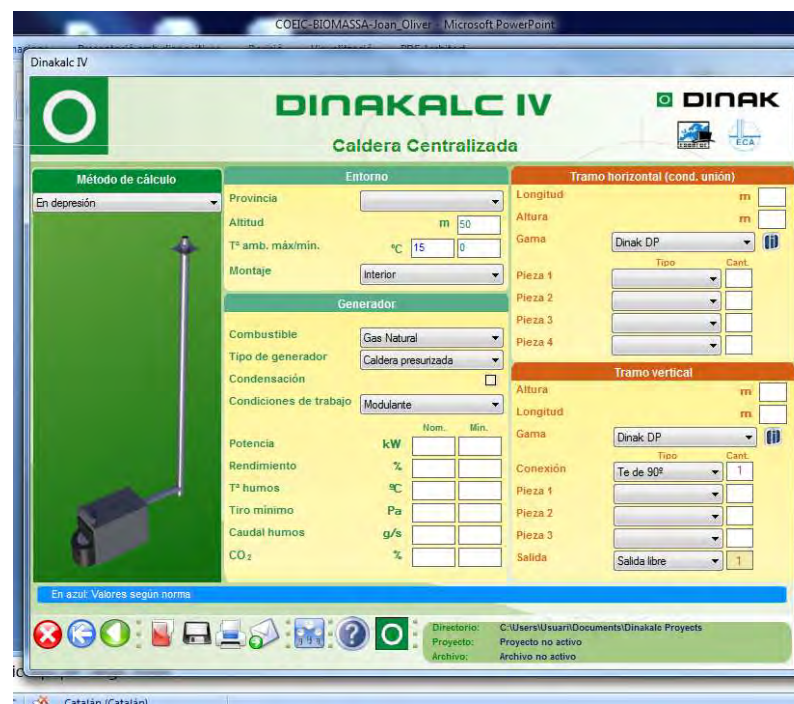 COEIC-BIOMASSA-Joan_Oliver - Microsoft PowerPoint
Dinakalc IV
DINAKALC IV
DINAK
Caldera Centralizada
ECA
Método de cálculo
En depresión
Entorno
Provincia
Altitud m 50
Tª amb. máx/mín. ºC 15 0
Montaje Interior
Generador
Combustible Gas Natural
Tipo de generador Caldera presurizada
Condensación
Condiciones de trabajo Modulante
Nom. Min.
Potencia kW
Rendimiento %
Tª humos ºC
Tiro mínimo Pa
Caudal humos g/s
CO₂ %
Tramo horizontal (cond. unión)
Longitud m
Altura m
Gama Dinak DP
Tipo Cant.
Pieza 1
Pieza 2
Pieza 3
Pieza 4
Tramo vertical
Altura m
Longitud m
Gama Dinak DP
Tipo Cant.
Conexión Te de 90º 1
Pieza 1
Pieza 2
Pieza 3
Salida Salida libre 1
En azul: Valores según norma
Directorio: C:\Users\Usuari\Documents\Dinakalc Proyects
Proyecto: Proyecto no activo
Archivo: Archivo no activo
Catalán (Catalán)